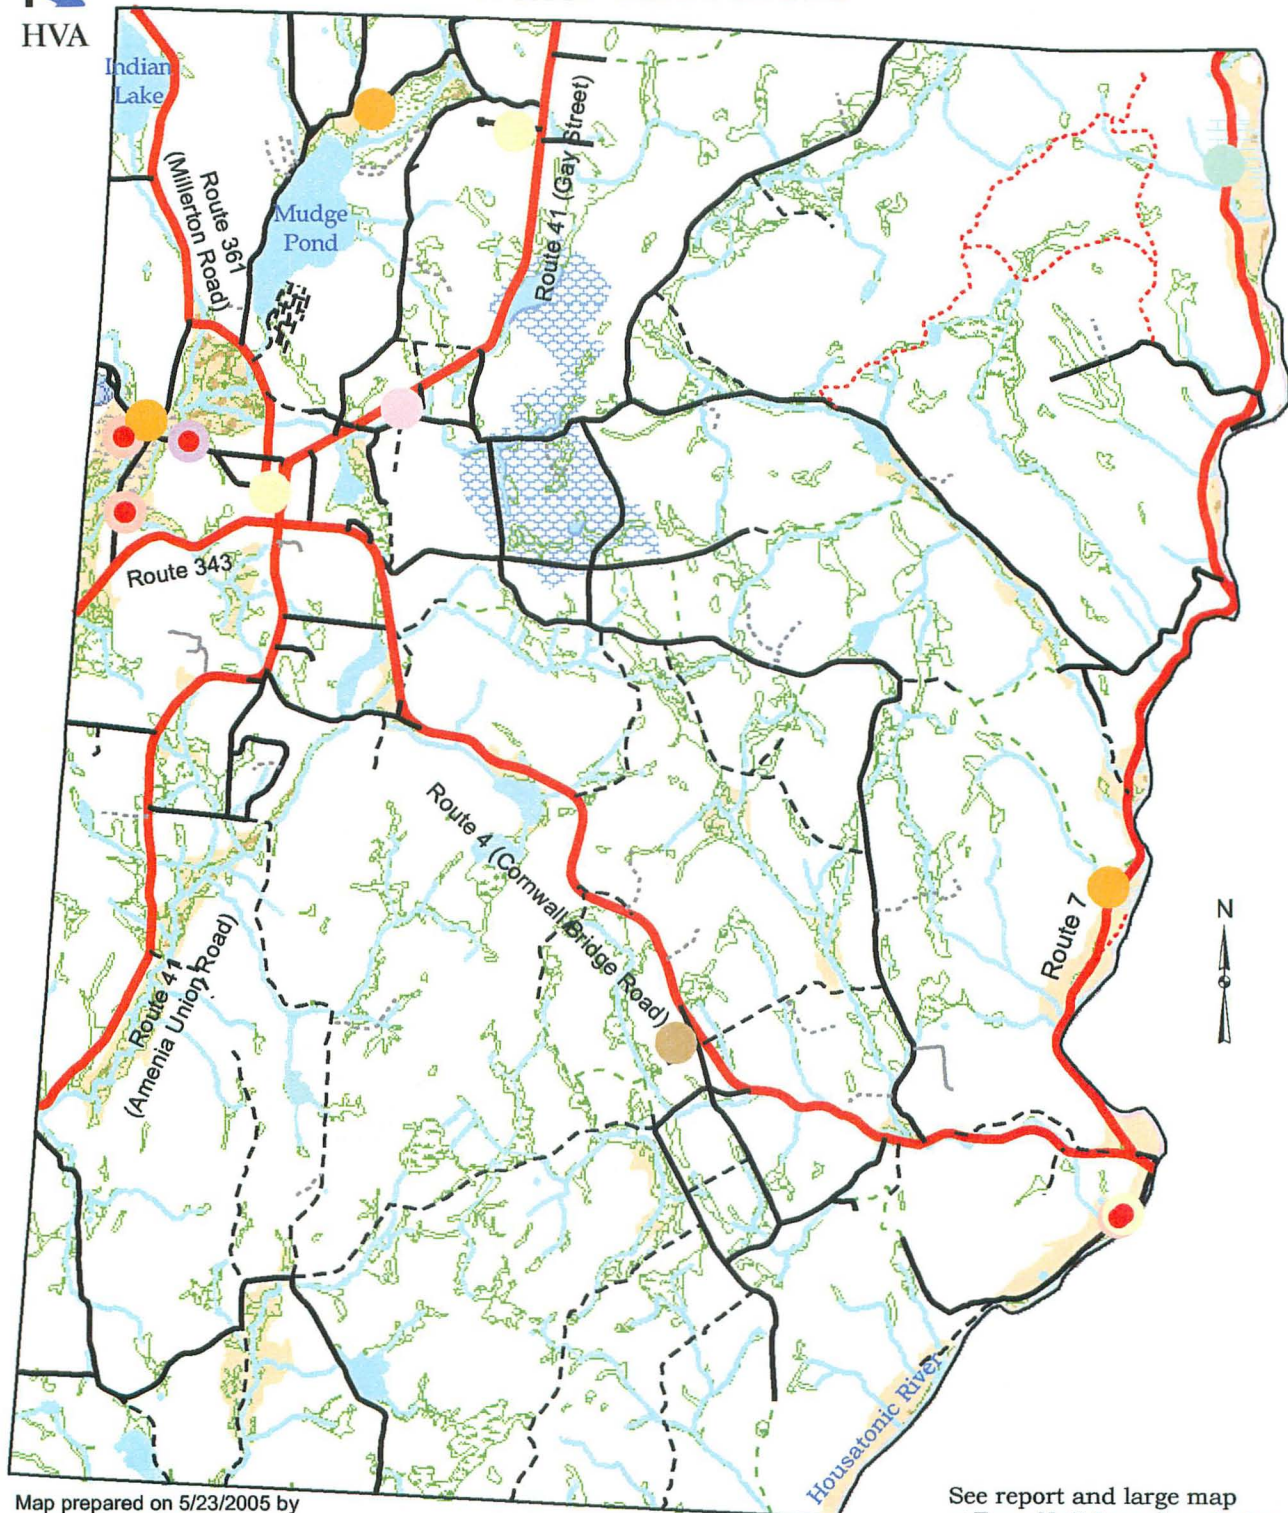 HVA
Indian
Lake
Route 361
(Millerton Road)
Mudge
Pond
Route 41 (Gay Street)
Route 343
Route 4 (Cornwall Bridge Road)
Route 7
N
Route 41
(Amenia Union Road)
Housatonic River
Map prepared on 5/23/2005 by
See report and large map